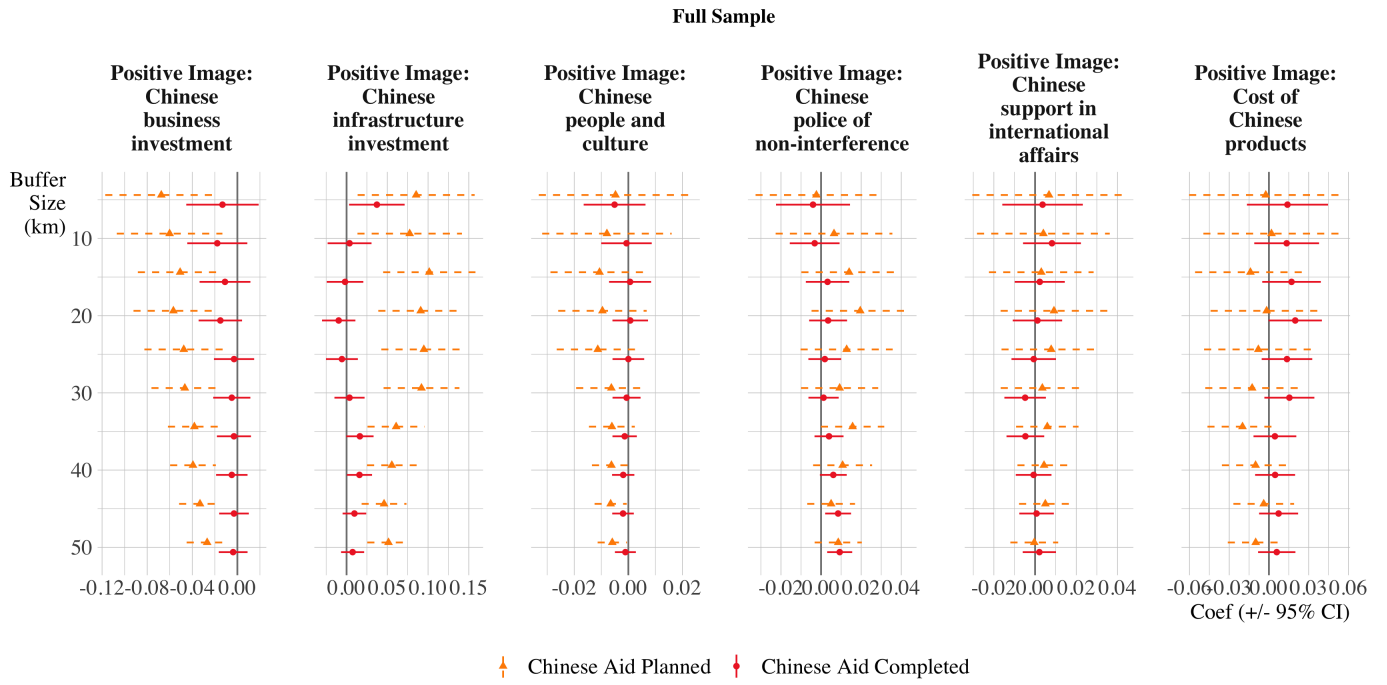 Full Sample
Positive Image:
Chinese
business
investment
Positive Image:
Chinese
infrastructure
investment
Positive Image:
Chinese
people and
culture
Positive Image:
Chinese
police of
non-interference
Positive Image:
Chinese
support in
international
affairs
Positive Image:
Cost of
Chinese
products
Buffer
Size
(km)
10
20
30
40
50
-0.12 -0.08 -0.04 0.00
0.00 0.05 0.10 0.15
-0.02 0.00 0.02
-0.02 0.00 0.02 0.04
-0.02 0.00 0.02 0.04
-0.06 -0.03 0.00 0.03 0.06
Coef (+/- 95% CI)
Chinese Aid Planned
Chinese Aid Completed